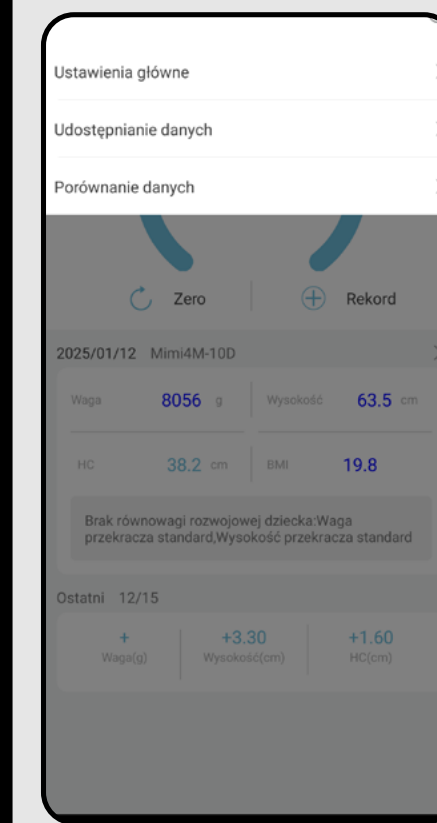 Ustawienia główne
Udostępnianie danych
Porównanie danych
Zero
Rekord
2025/01/12 Mimi4M-10D
Waga 8056 g Wysokość 63.5 cm
HC 38.2 cm BMI 19.8
Brak równowagi rozwojowej dziecka:Waga
przekracza standard,Wysokość przekracza standard
Ostatni 12/15
+ +3.30 +1.60
Waga(g) Wysokość(cm) HC(cm)